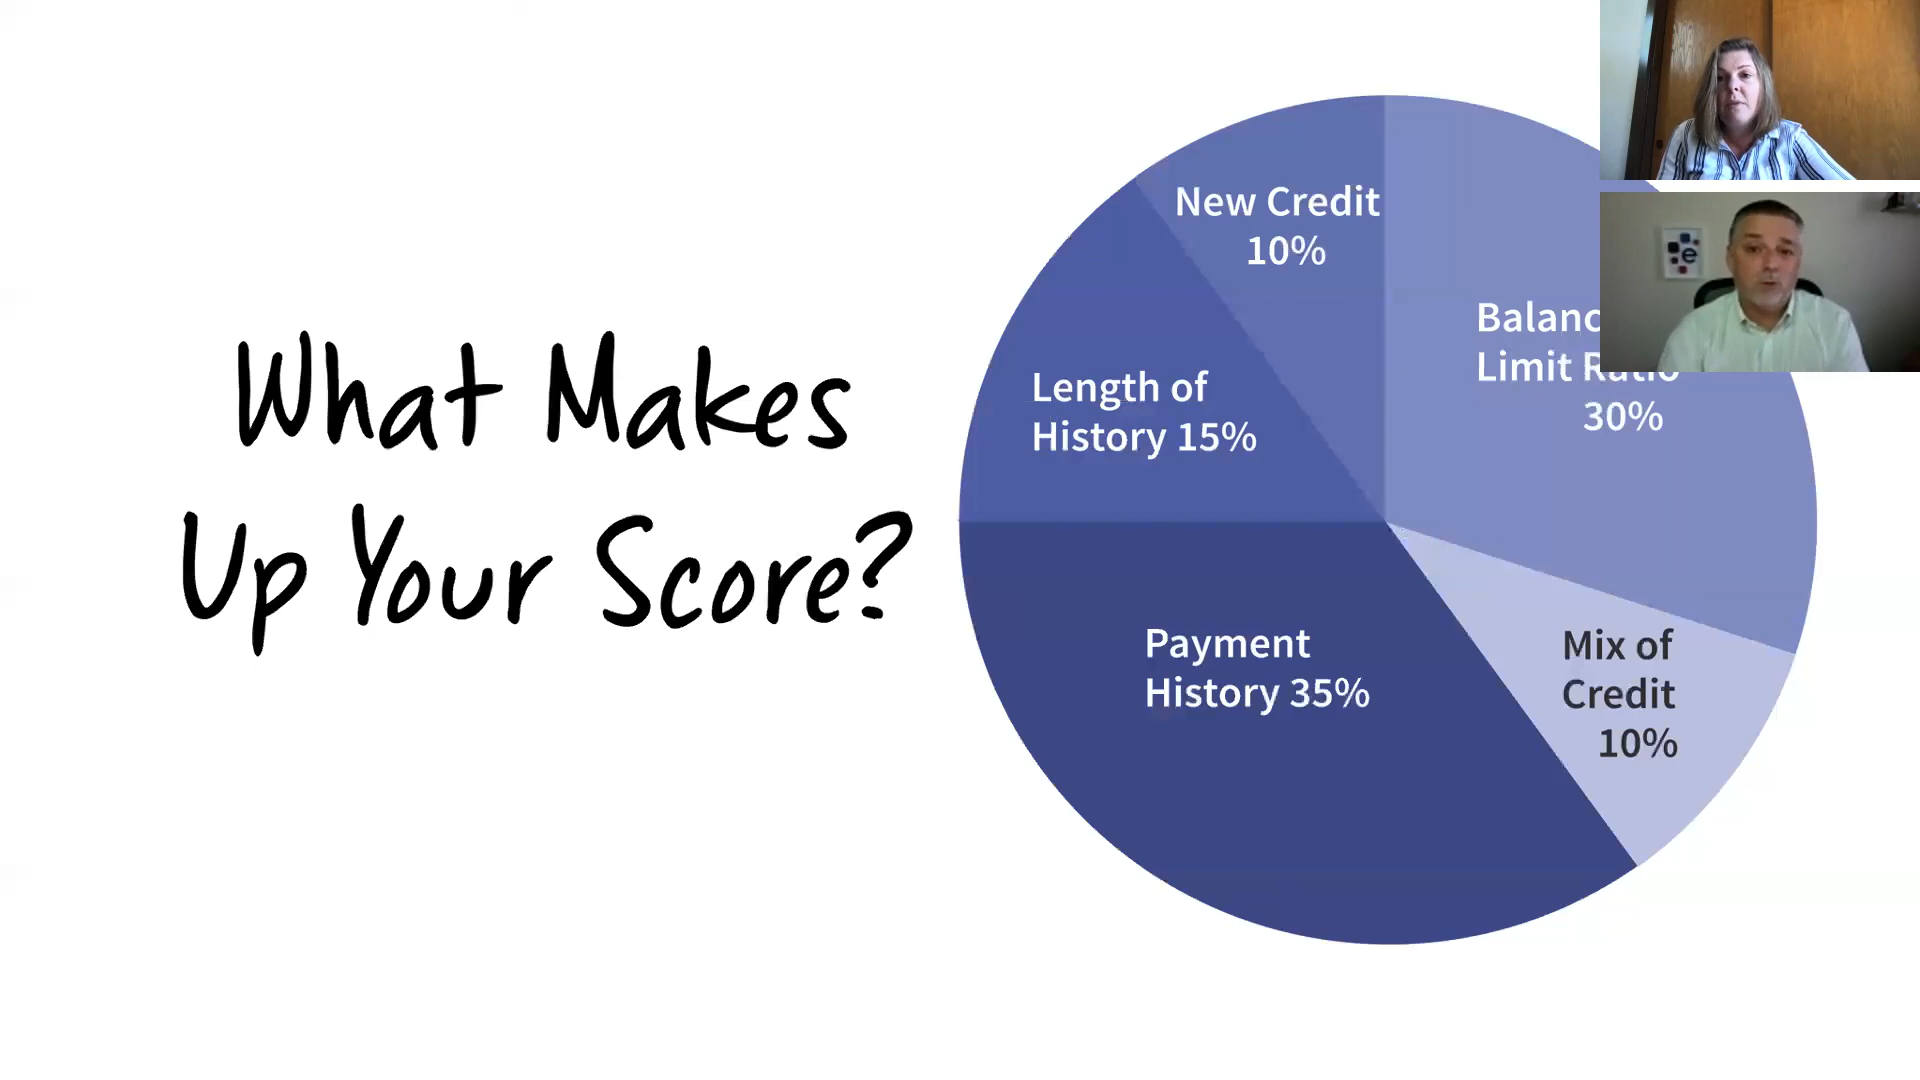 What Makes
Up Your Score?
New Credit
10%
Length of
History 15%
Payment
History 35%
Limit Ratio
30%
Mix of
Credit
10%
e